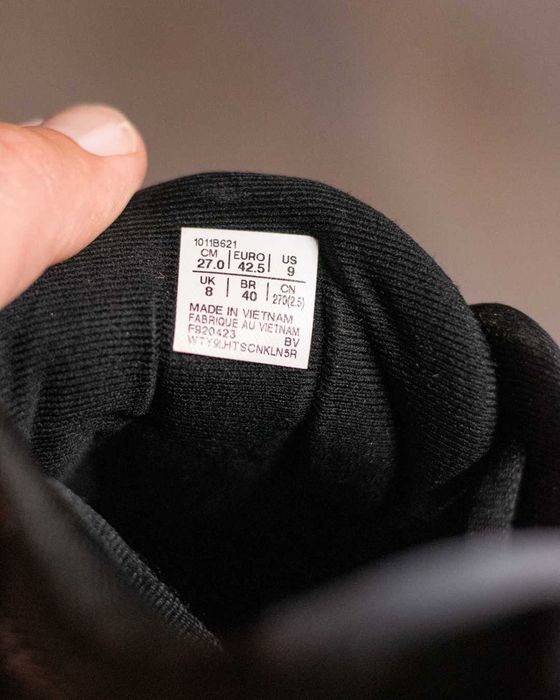 1011B621
CM EURO US
27.0 42.5 9
UK BR CN
8 40 270(2.5)
MADE IN VIETNAM
FABRIQUE AU VIETNAM
F920423 BV
WTY9LHTSCNKLN5R